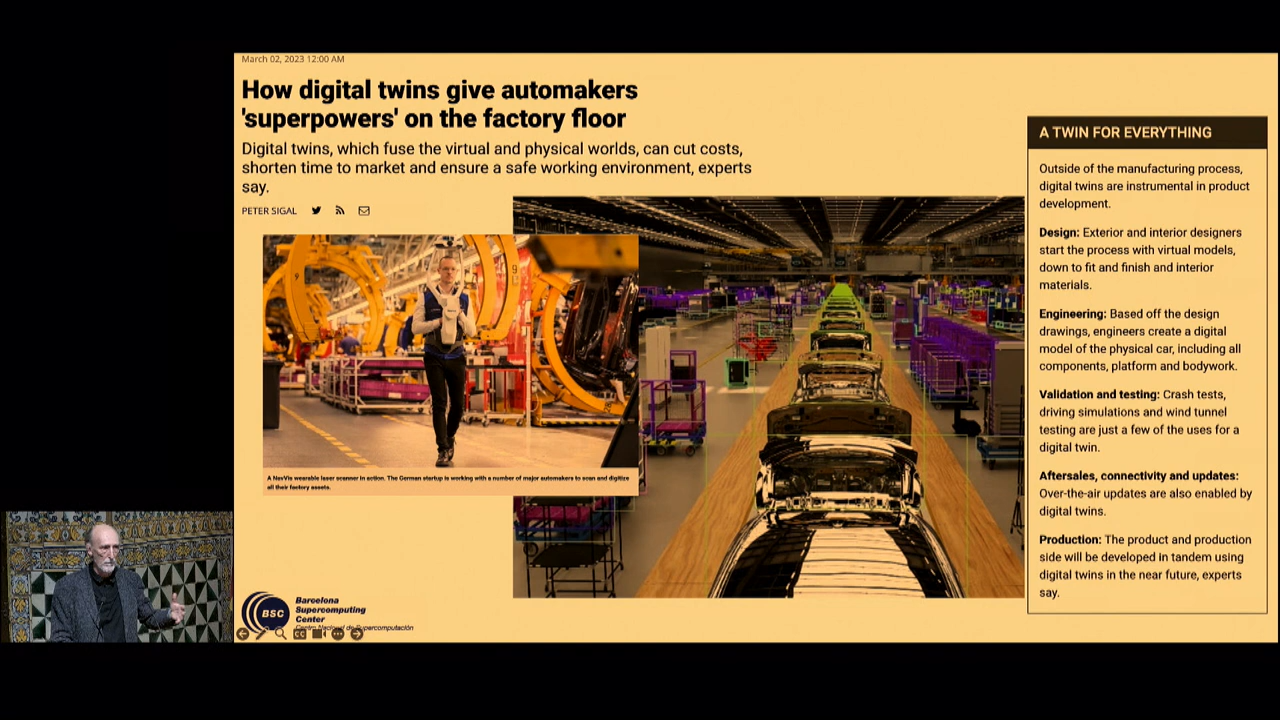 March 02, 2023 12:00 AM
How digital twins give automakers
'superpowers' on the factory floor
Digital twins, which fuse the virtual and physical worlds, can cut costs,
shorten time to market and ensure a safe working environment, experts
say.
PETER SIGAL
9
9
A NavVis wearable laser scanner in action. The German startup is working with a number of major automakers to scan and digitize
all their factory assets.
A TWIN FOR EVERYTHING
Outside of the manufacturing process,
digital twins are instrumental in product
development.
Design: Exterior and interior designers
start the process with virtual models,
down to fit and finish and interior
materials.
Engineering: Based off the design
drawings, engineers create a digital
model of the physical car, including all
components, platform and bodywork.
Validation and testing: Crash tests,
driving simulations and wind tunnel
testing are just a few of the uses for a
digital twin.
Aftersales, connectivity and updates:
Over-the-air updates are also enabled by
digital twins.
Production: The product and production
side will be developed in tandem using
digital twins in the near future, experts
say.
BSC
Barcelona
Supercomputing
Center
Centro Nacional de Supercomputación
CC